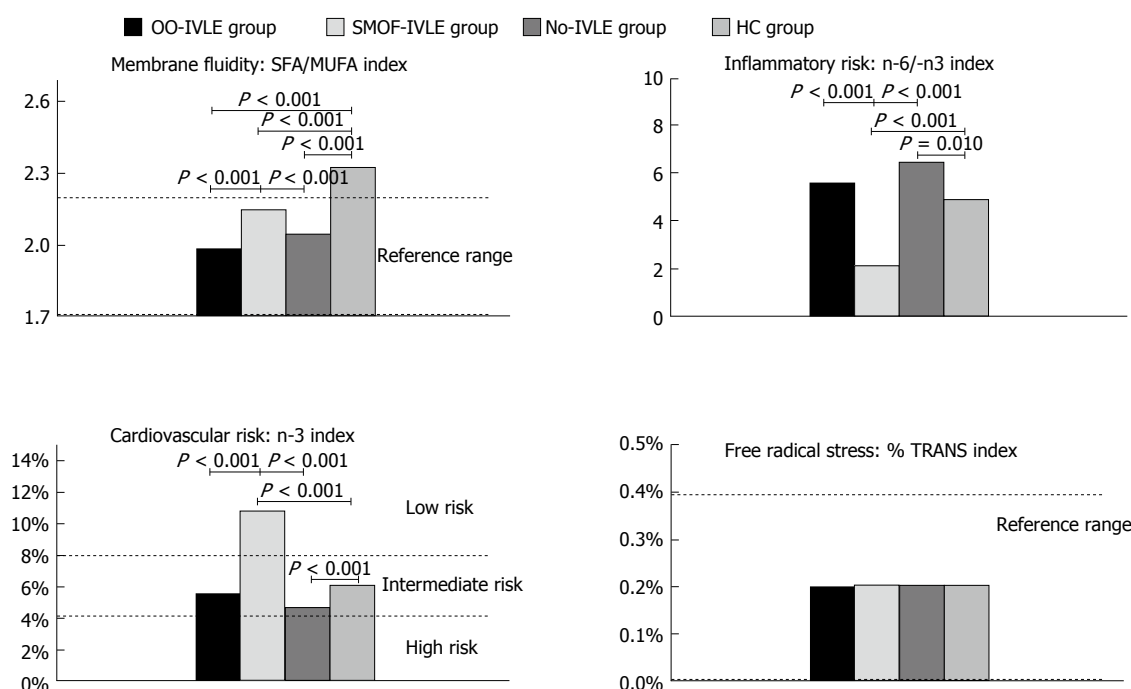 OO-IVLE group SMOF-IVLE group No-IVLE group HC group
Membrane fluidity: SFA/MUFA index
2.6
2.3
2.0
1.7
P < 0.001
P < 0.001
P < 0.001
P < 0.001 P < 0.001
Reference range
Inflammatory risk: n-6/-n3 index
10
8
6
4
2
0
P < 0.001 P < 0.001
P < 0.001
P = 0.010
Cardiovascular risk: n-3 index
14%
12%
10%
8%
6%
4%
2%
0%
P < 0.001 P < 0.001
P < 0.001
Low risk
P < 0.001
Intermediate risk
High risk
Free radical stress: % TRANS index
0.5%
0.4%
0.3%
0.2%
0.1%
0.0%
Reference range